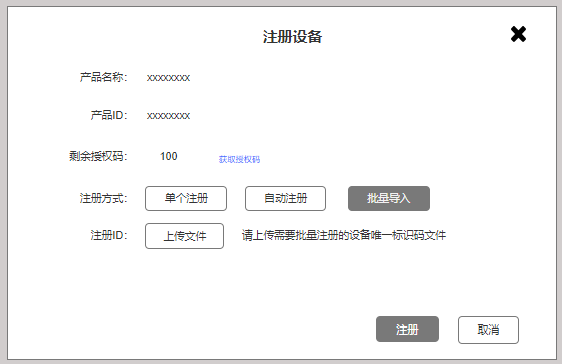 注册设备
产品名称: xxxxxxxx
产品ID: xxxxxxxx
剩余授权码: 100 获取授权码
注册方式: 单个注册 自动注册 批量导入
注册ID: 上传文件 请上传需要批量注册的设备唯一标识码文件
注册 取消